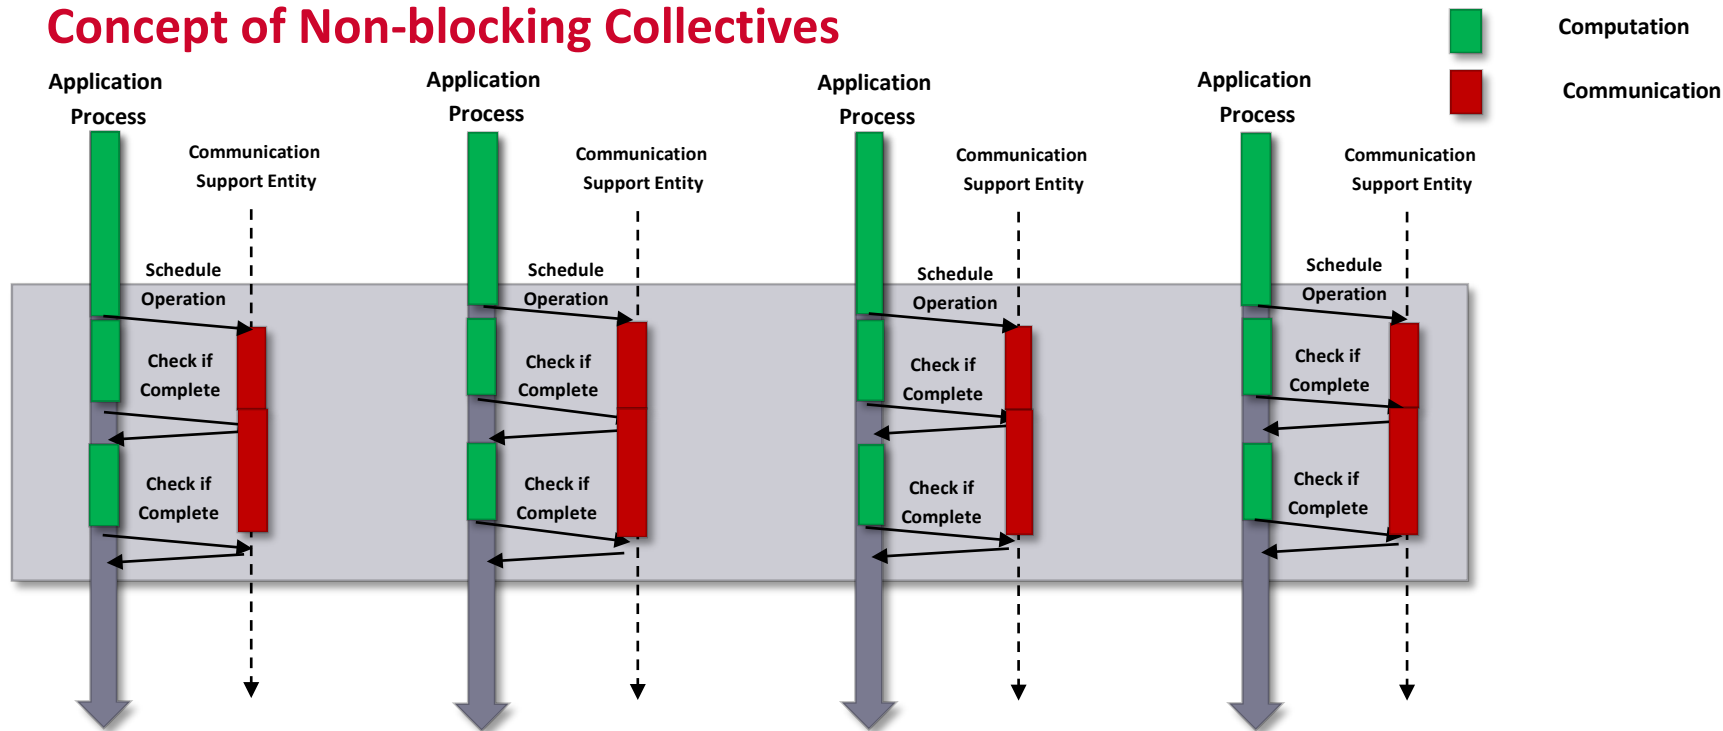 Concept of Non-blocking Collectives
Computation
Communication
Application
Process
Communication
Support Entity
Schedule
Operation
Check if
Complete
Check if
Complete
Application
Process
Communication
Support Entity
Schedule
Operation
Check if
Complete
Check if
Complete
Application
Process
Communication
Support Entity
Schedule
Operation
Check if
Complete
Check if
Complete
Application
Process
Communication
Support Entity
Schedule
Operation
Check if
Complete
Check if
Complete